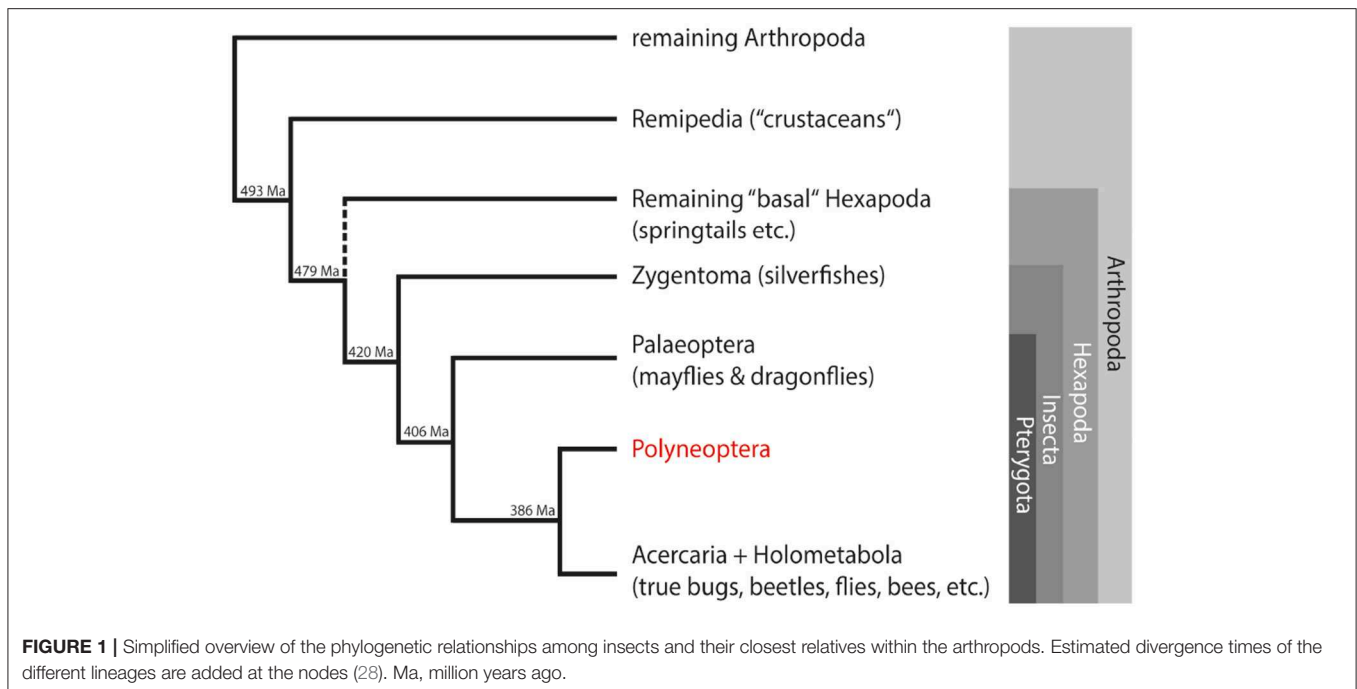 remaining Arthropoda
Remipedia ("crustaceans“)
493 Ma
Remaining “basal“ Hexapoda
(springtails etc.)
479 Ma
Zygentoma (silverfishes)
420 Ma
Palaeoptera
(mayflies & dragonflies)
406 Ma
Polyneoptera
386 Ma
Acercaria + Holometabola
(true bugs, beetles, flies, bees, etc.)
Pterygota
Insecta
Hexapoda
Arthropoda
FIGURE 1 | Simplified overview of the phylogenetic relationships among insects and their closest relatives within the arthropods. Estimated divergence times of the
different lineages are added at the nodes (28). Ma, million years ago.